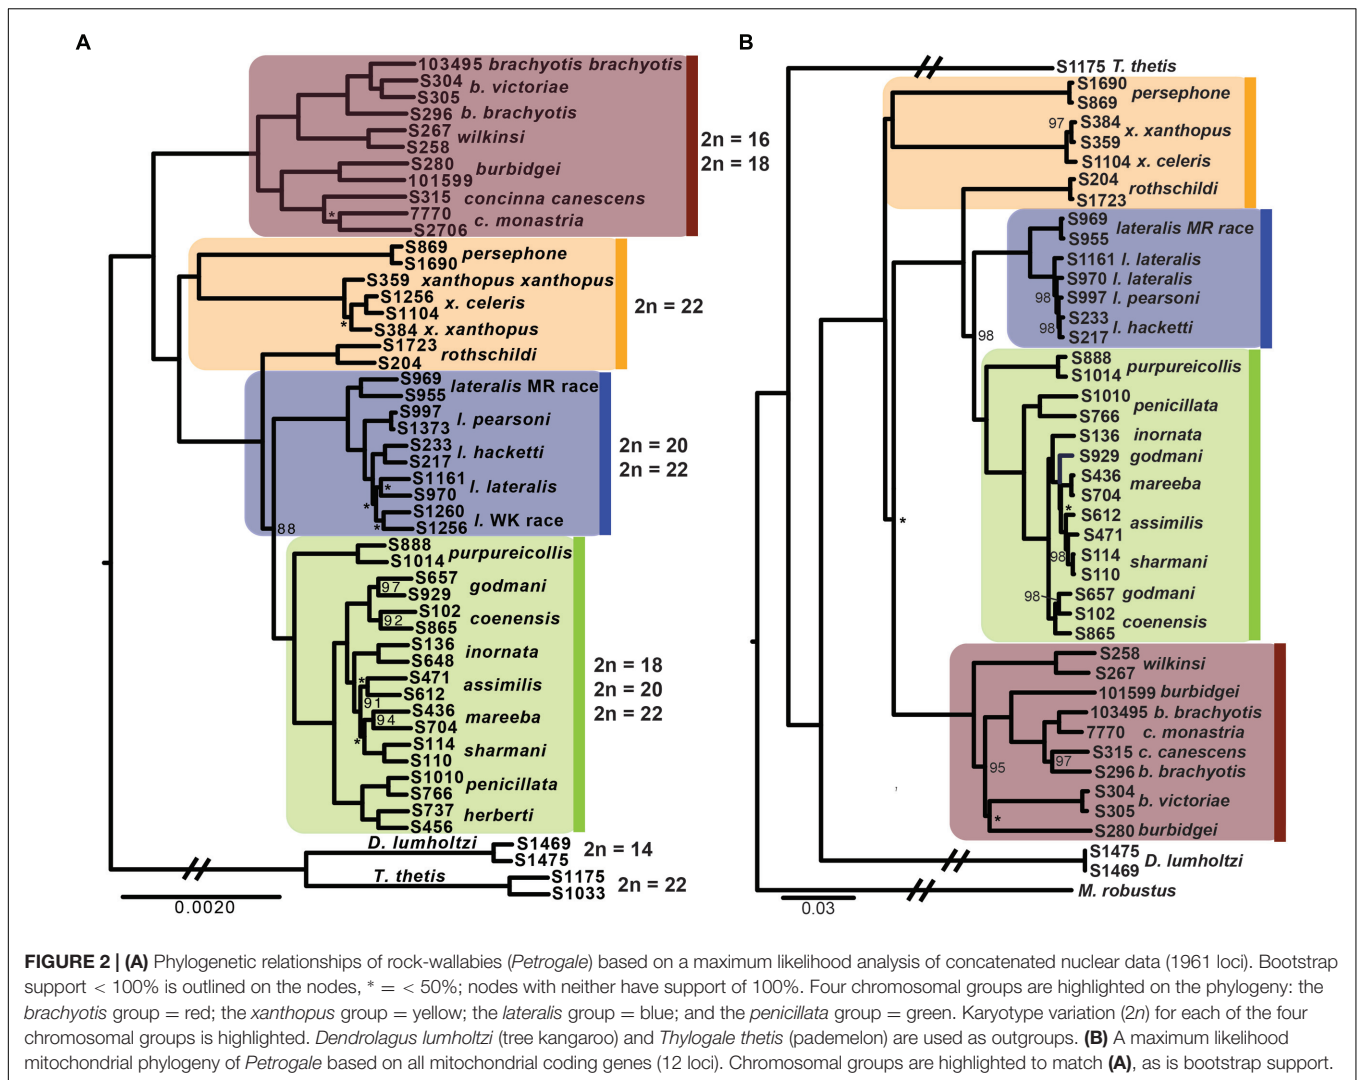 A
103495 brachyotis brachyotis
S304
b. victoriae
S305
S296 b. brachyotis
S267
wilkinsi
S258
S280
burbidgei
101599
S315 concinna canescens
*
7770
c. monastria
S2706
2n = 16
2n = 18
S869
persephone
S1690
S359 xanthopus xanthopus
S1256
x. celeris
S1104
*
S384 x. xanthopus
S1723
rothschildi
S204
2n = 22
S969
lateralis MR race
S955
S997
l. pearsoni
S1373
S233
l. hacketti
S217
S1161
*
l. lateralis
S970
*
S1260
l. WK race
*
S1256
88
2n = 20
2n = 22
S888
purpureicollis
S1014
S657
97
godmani
S929
S102
92
coenensis
S865
S136
inornata
S648
*
S471
assimilis
S612
91
S436
94
mareeba
S704
*
S114
sharmani
S110
S1010
penicillata
S766
S737
herberti
S456
2n = 18
2n = 20
2n = 22
D. lumholtzi
S1469
S1475
2n = 14
T. thetis
S1175
S1033
2n = 22
0.0020
B
S1175 T. thetis
S1690
persephone
S869
97
S384
x. xanthopus
S359
S1104 x. celeris
S204
rothschildi
S1723
S969
lateralis MR race
S955
S1161 l. lateralis
S970 l. lateralis
98
S997 l. pearsoni
S233
98
l. hacketti
S217
98
S888
purpureicollis
S1014
S1010
penicillata
S766
S136 inornata
S929 godmani
S436
mareeba
S704
*
S612
assimilis
S471
98
S114
sharmani
S110
98
S657 godmani
S102
coenensis
S865
*
S258
wilkinsi
S267
101599 burbidgei
103495 b. brachyotis
7770 c. monastria
S315 c. canescens
97
S296 b. brachyotis
95
S304
b. victoriae
S305
*
S280 burbidgei
S1475
D. lumholtzi
S1469
M. robustus
0.03
FIGURE 2 | (A) Phylogenetic relationships of rock-wallabies (Petrogale) based on a maximum likelihood analysis of concatenated nuclear data (1961 loci). Bootstrap
support < 100% is outlined on the nodes, * = < 50%; nodes with neither have support of 100%. Four chromosomal groups are highlighted on the phylogeny: the
brachyotis group = red; the xanthopus group = yellow; the lateralis group = blue; and the penicillata group = green. Karyotype variation (2n) for each of the four
chromosomal groups is highlighted. Dendrolagus lumholtzi (tree kangaroo) and Thylogale thetis (pademelon) are used as outgroups. (B) A maximum likelihood
mitochondrial phylogeny of Petrogale based on all mitochondrial coding genes (12 loci). Chromosomal groups are highlighted to match (A), as is bootstrap support.